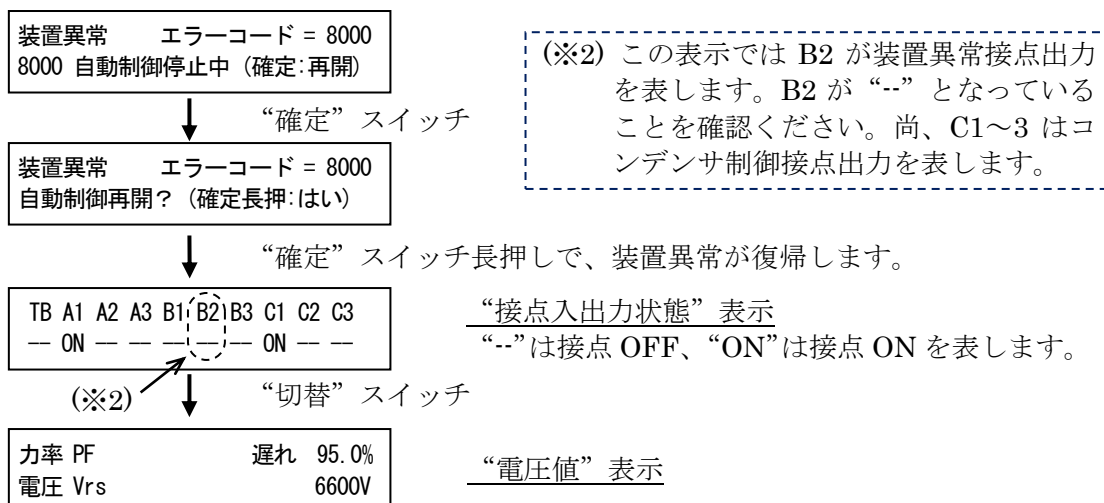 装置異常 エラーコード = 8000
8000 自動制御停止中 (確定:再開)
“確定” スイッチ
(※2) この表示では B2 が装置異常接点出力
を表します。B2 が “--” となっている
ことを確認ください。尚、C1～3 はコ
ンデンサ制御接点出力を表します。
装置異常 エラーコード = 8000
自動制御再開？ (確定長押:はい)
“確定” スイッチ長押しで、装置異常が復帰します。
TB A1 A2 A3 B1 B2 B3 C1 C2 C3
-- ON -- -- -- -- -- ON -- --
“接点入出力状態” 表示
“--”は接点 OFF、“ON”は接点 ON を表します。
(※2)
“切替” スイッチ
力率 PF 遅れ 95.0%
電圧 Vrs 6600V
“電圧値” 表示